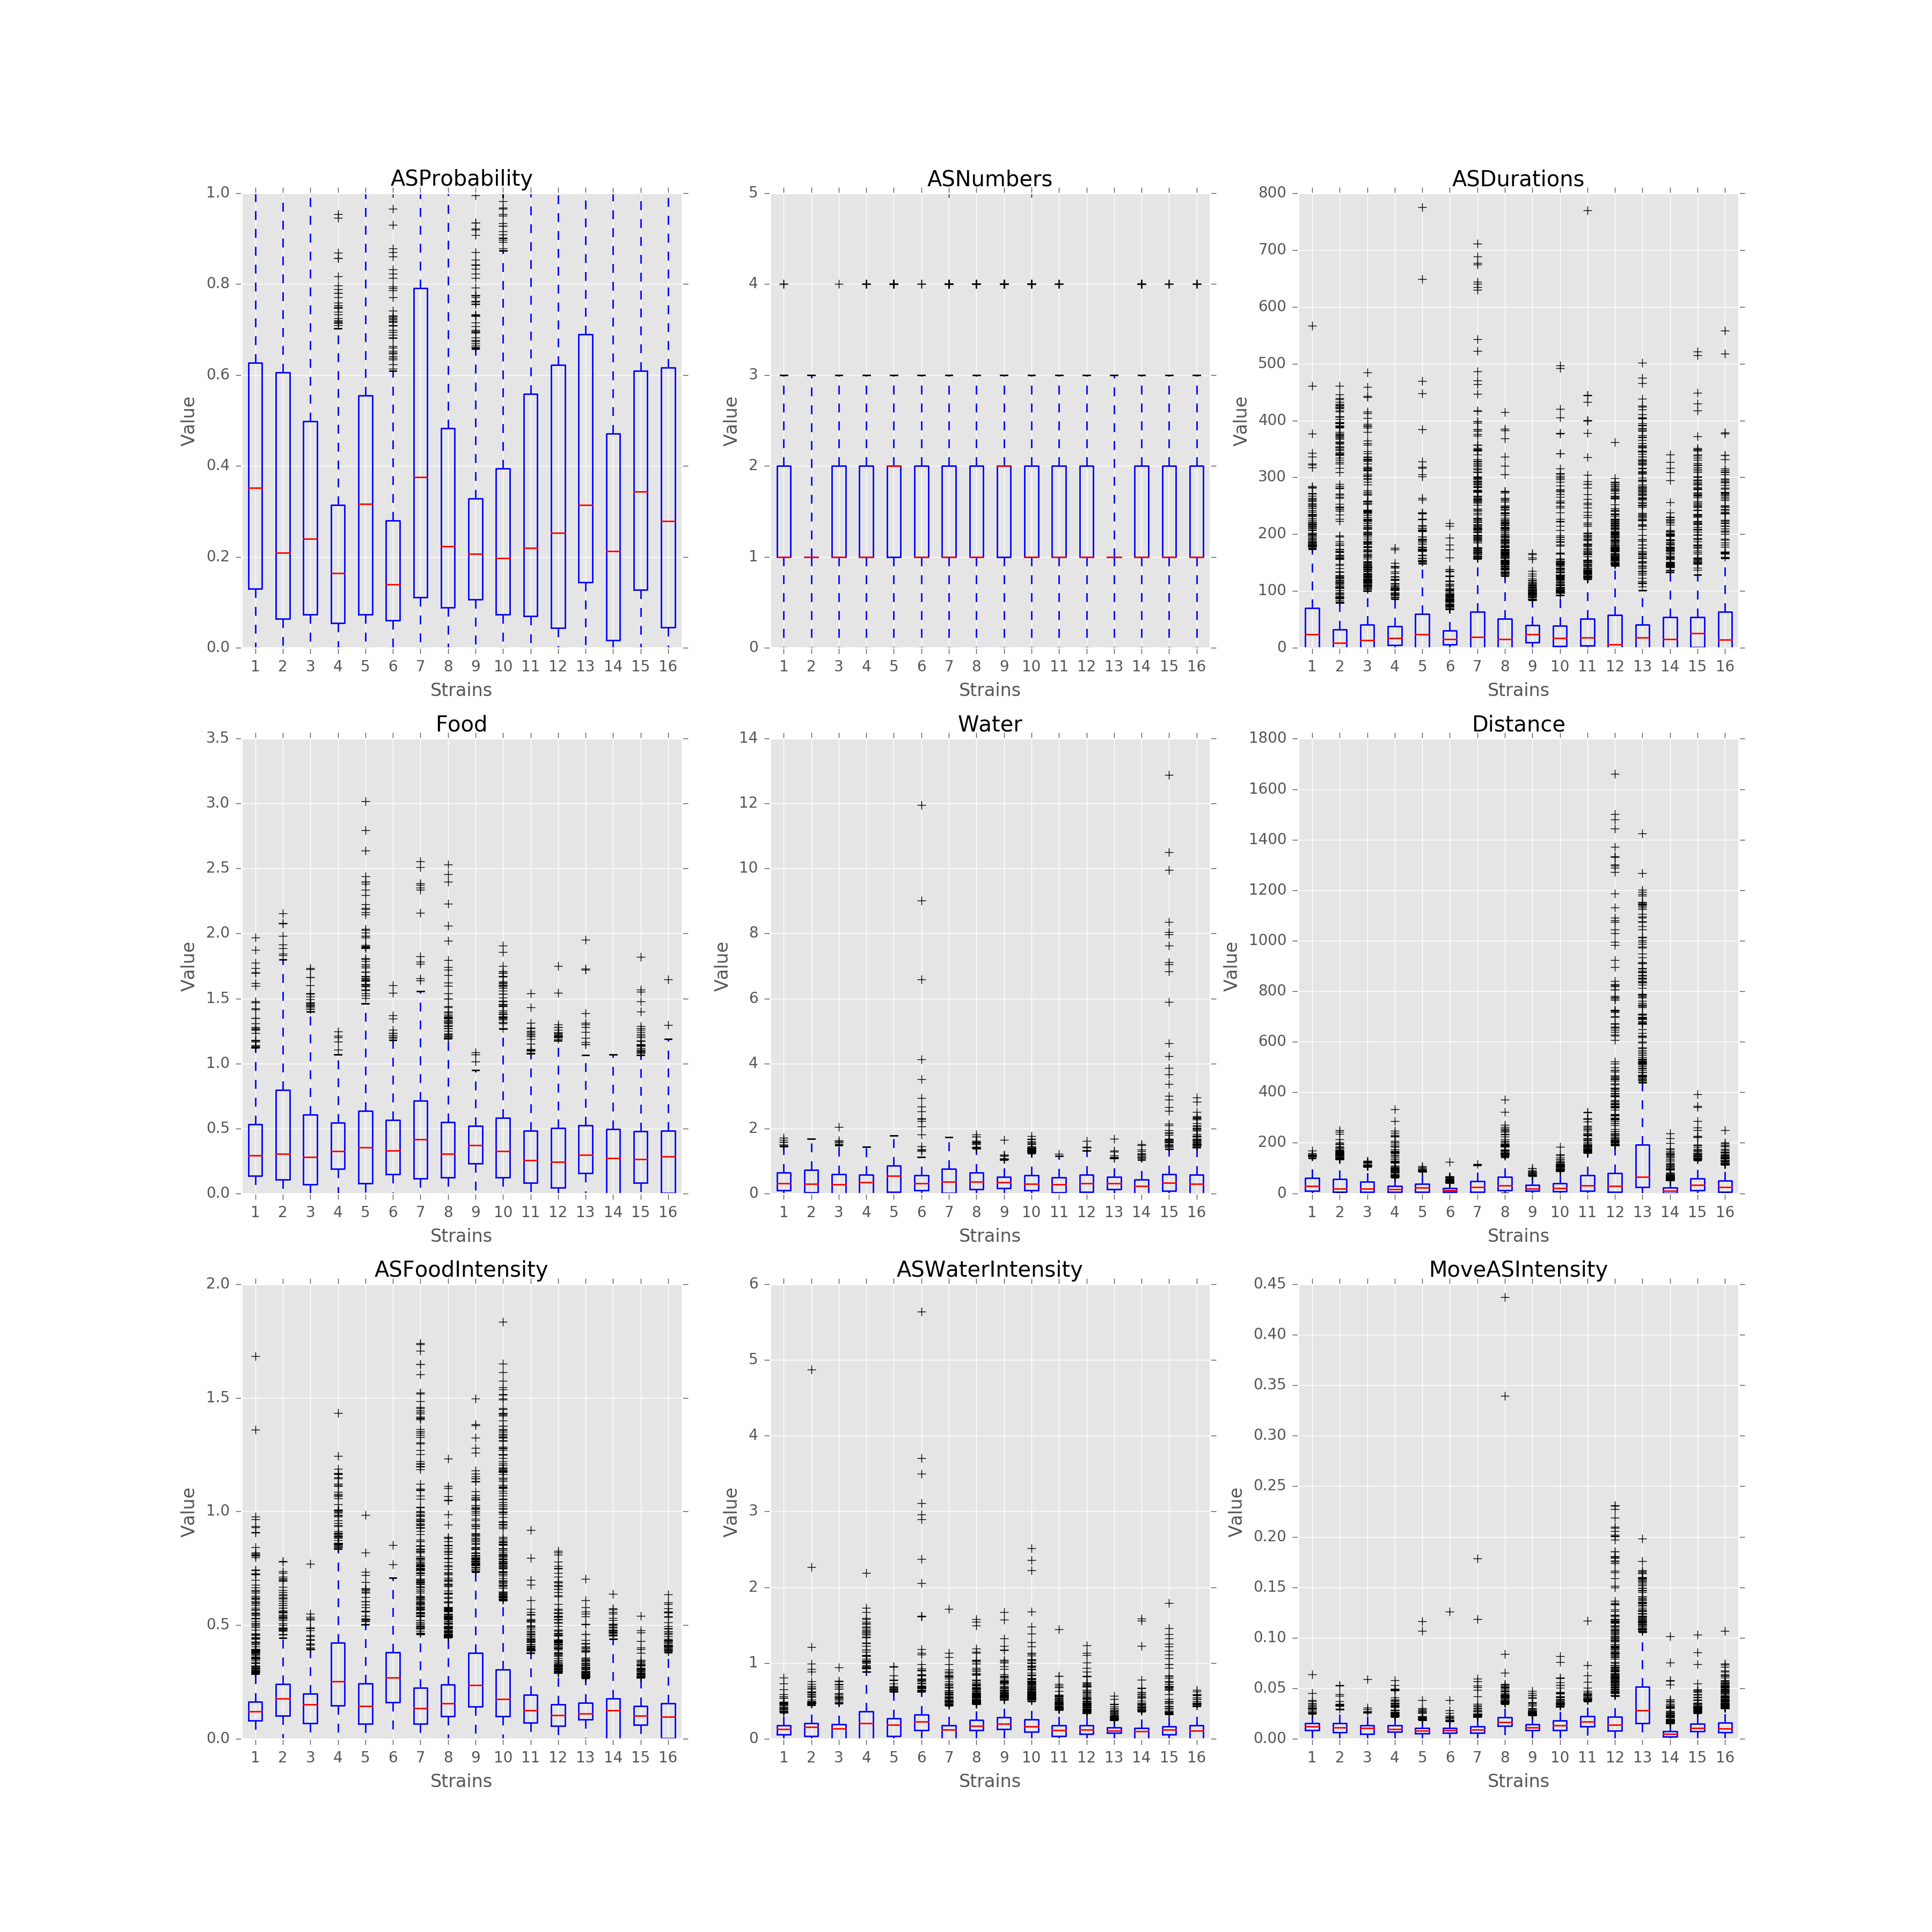 ASProbability
ASNumbers
ASDurations
1.0
0.8
0.6
0.4
0.2
0.0
Value
1 2 3 4 5 6 7 8 9 10 11 12 13 14 15 16
Strains
5
4
3
2
1
0
Value
1 2 3 4 5 6 7 8 9 10 11 12 13 14 15 16
Strains
800
700
600
500
400
300
200
100
0
Value
1 2 3 4 5 6 7 8 9 10 11 12 13 14 15 16
Strains
Food
Water
Distance
3.5
3.0
2.5
2.0
1.5
1.0
0.5
0.0
Value
1 2 3 4 5 6 7 8 9 10 11 12 13 14 15 16
Strains
14
12
10
8
6
4
2
0
Value
1 2 3 4 5 6 7 8 9 10 11 12 13 14 15 16
Strains
1800
1600
1400
1200
1000
800
600
400
200
0
Value
1 2 3 4 5 6 7 8 9 10 11 12 13 14 15 16
Strains
ASFoodIntensity
ASWaterIntensity
MoveASIntensity
2.0
1.5
1.0
0.5
0.0
Value
1 2 3 4 5 6 7 8 9 10 11 12 13 14 15 16
Strains
6
5
4
3
2
1
0
Value
1 2 3 4 5 6 7 8 9 10 11 12 13 14 15 16
Strains
0.45
0.40
0.35
0.30
0.25
0.20
0.15
0.10
0.05
0.00
Value
1 2 3 4 5 6 7 8 9 10 11 12 13 14 15 16
Strains